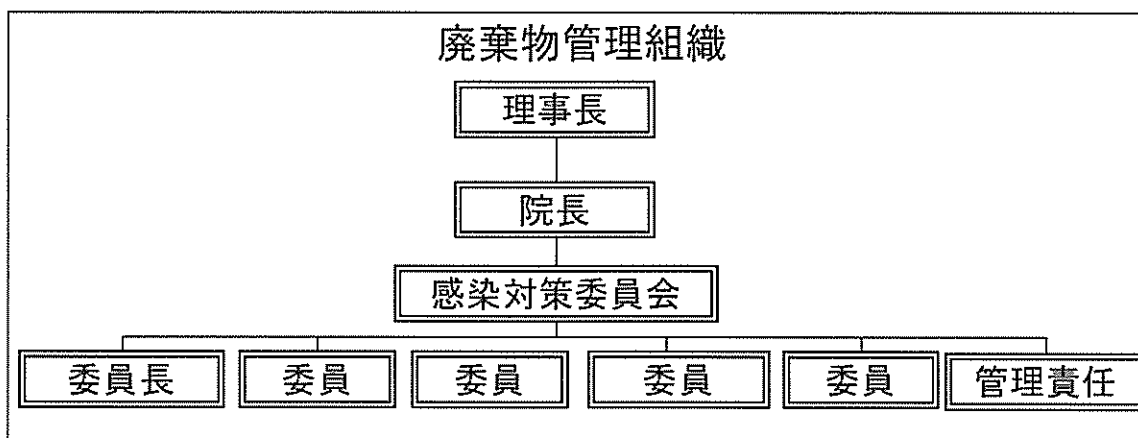 廃棄物管理組織
理事長
院長
感染対策委員会
委員長 委員 委員 委員 委員 管理責任